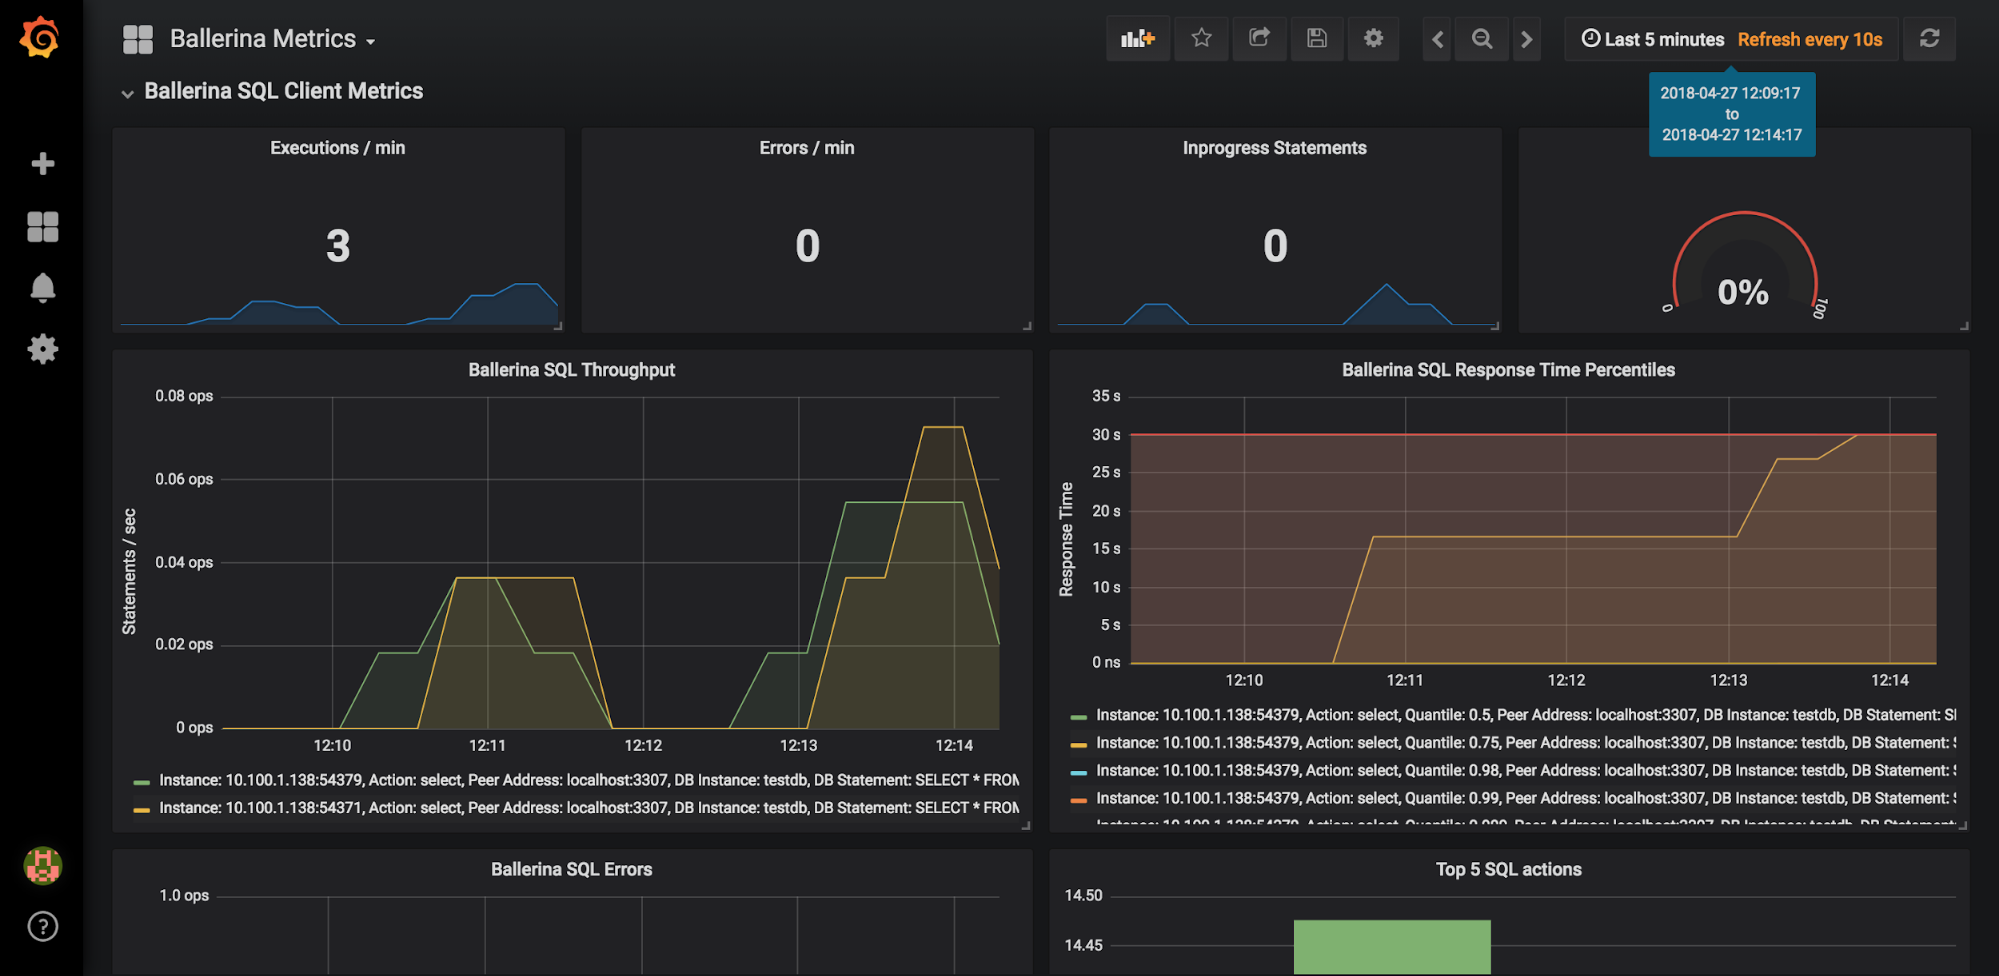 Ballerina Metrics
Last 5 minutes Refresh every 10s
2018-04-27 12:09:17
to
2018-04-27 12:14:17
Ballerina SQL Client Metrics
Executions / min
3
Errors / min
0
Inprogress Statements
0
0%
0
100
Ballerina SQL Throughput
Statements / sec
0.08 ops
0.06 ops
0.04 ops
0.02 ops
0 ops
12:10 12:11 12:12 12:13 12:14
Instance: 10.100.1.138:54379, Action: select, Peer Address: localhost:3307, DB Instance: testdb, DB Statement: SELECT * FROM
Instance: 10.100.1.138:54371, Action: select, Peer Address: localhost:3307, DB Instance: testdb, DB Statement: SELECT * FROM
Ballerina SQL Response Time Percentiles
Response Time
35 s
30 s
25 s
20 s
15 s
10 s
5 s
0 ns
12:10 12:11 12:12 12:13 12:14
Instance: 10.100.1.138:54379, Action: select, Quantile: 0.5, Peer Address: localhost:3307, DB Instance: testdb, DB Statement:
Instance: 10.100.1.138:54379, Action: select, Quantile: 0.75, Peer Address: localhost:3307, DB Instance: testdb, DB Statement:
Instance: 10.100.1.138:54379, Action: select, Quantile: 0.98, Peer Address: localhost:3307, DB Instance: testdb, DB Statement:
Instance: 10.100.1.138:54379, Action: select, Quantile: 0.99, Peer Address: localhost:3307, DB Instance: testdb, DB Statement:
Ballerina SQL Errors
1.0 ops
Top 5 SQL actions
14.50
14.45